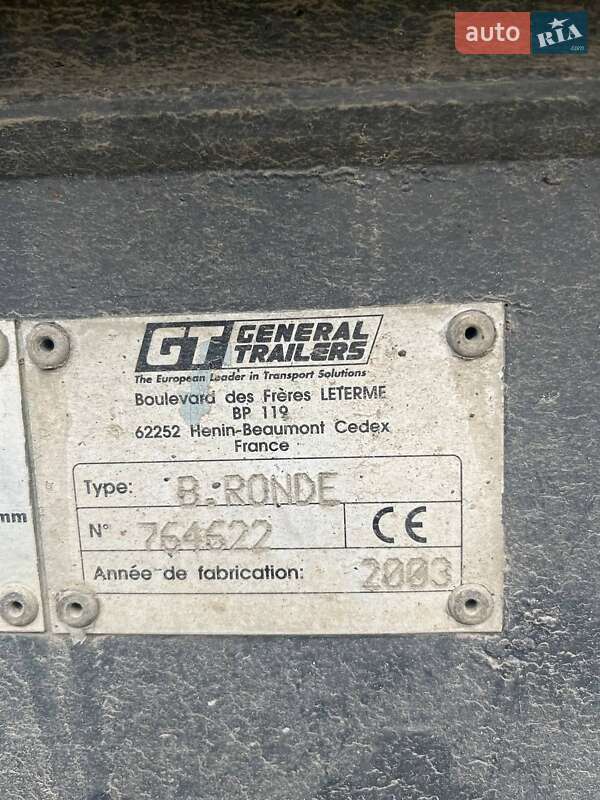 auto RIA.com
GT GENERAL
TRAILERS
The European Leader in Transport Solutions
Boulevard des Frères LETERME
BP 119
62252 Henin-Beaumont Cedex
France
Type: B.RONDE
mm
N° 764622 CE
Année de fabrication: 2003